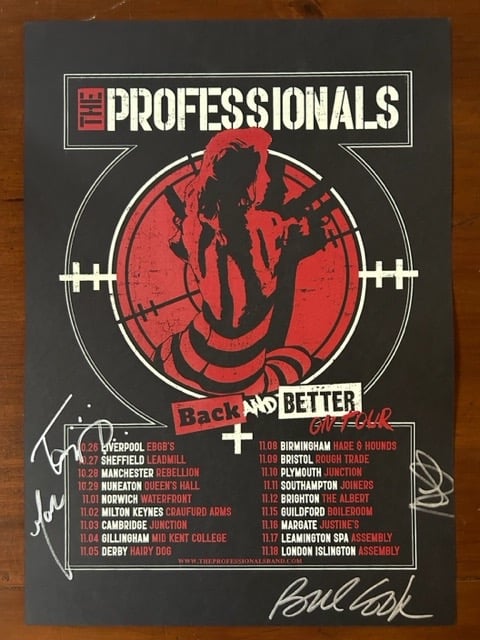 THE PROFESSIONALS
Back AND BETTER
ON TOUR
10.26 LIVERPOOL EBGB'S
10.27 SHEFFIELD LEADMILL
10.28 MANCHESTER REBELLION
10.29 NUNEATON QUEEN'S HALL
11.01 NORWICH WATERFRONT
11.02 MILTON KEYNES CRAUFURD ARMS
11.03 CAMBRIDGE JUNCTION
11.04 GILLINGHAM MID KENT COLLEGE
11.05 DERBY HAIRY DOG
11.08 BIRMINGHAM HARE & HOUNDS
11.09 BRISTOL ROUGH TRADE
11.10 PLYMOUTH JUNCTION
11.11 SOUTHAMPTON JOINERS
11.12 BRIGHTON THE ALBERT
11.15 GUILDFORD BOILEROOM
11.16 MARGATE JUSTINE'S
11.17 LEAMINGTON SPA ASSEMBLY
11.18 LONDON ISLINGTON ASSEMBLY
WWW.THEPROFESSIONALSBAND.COM
Paul Cook